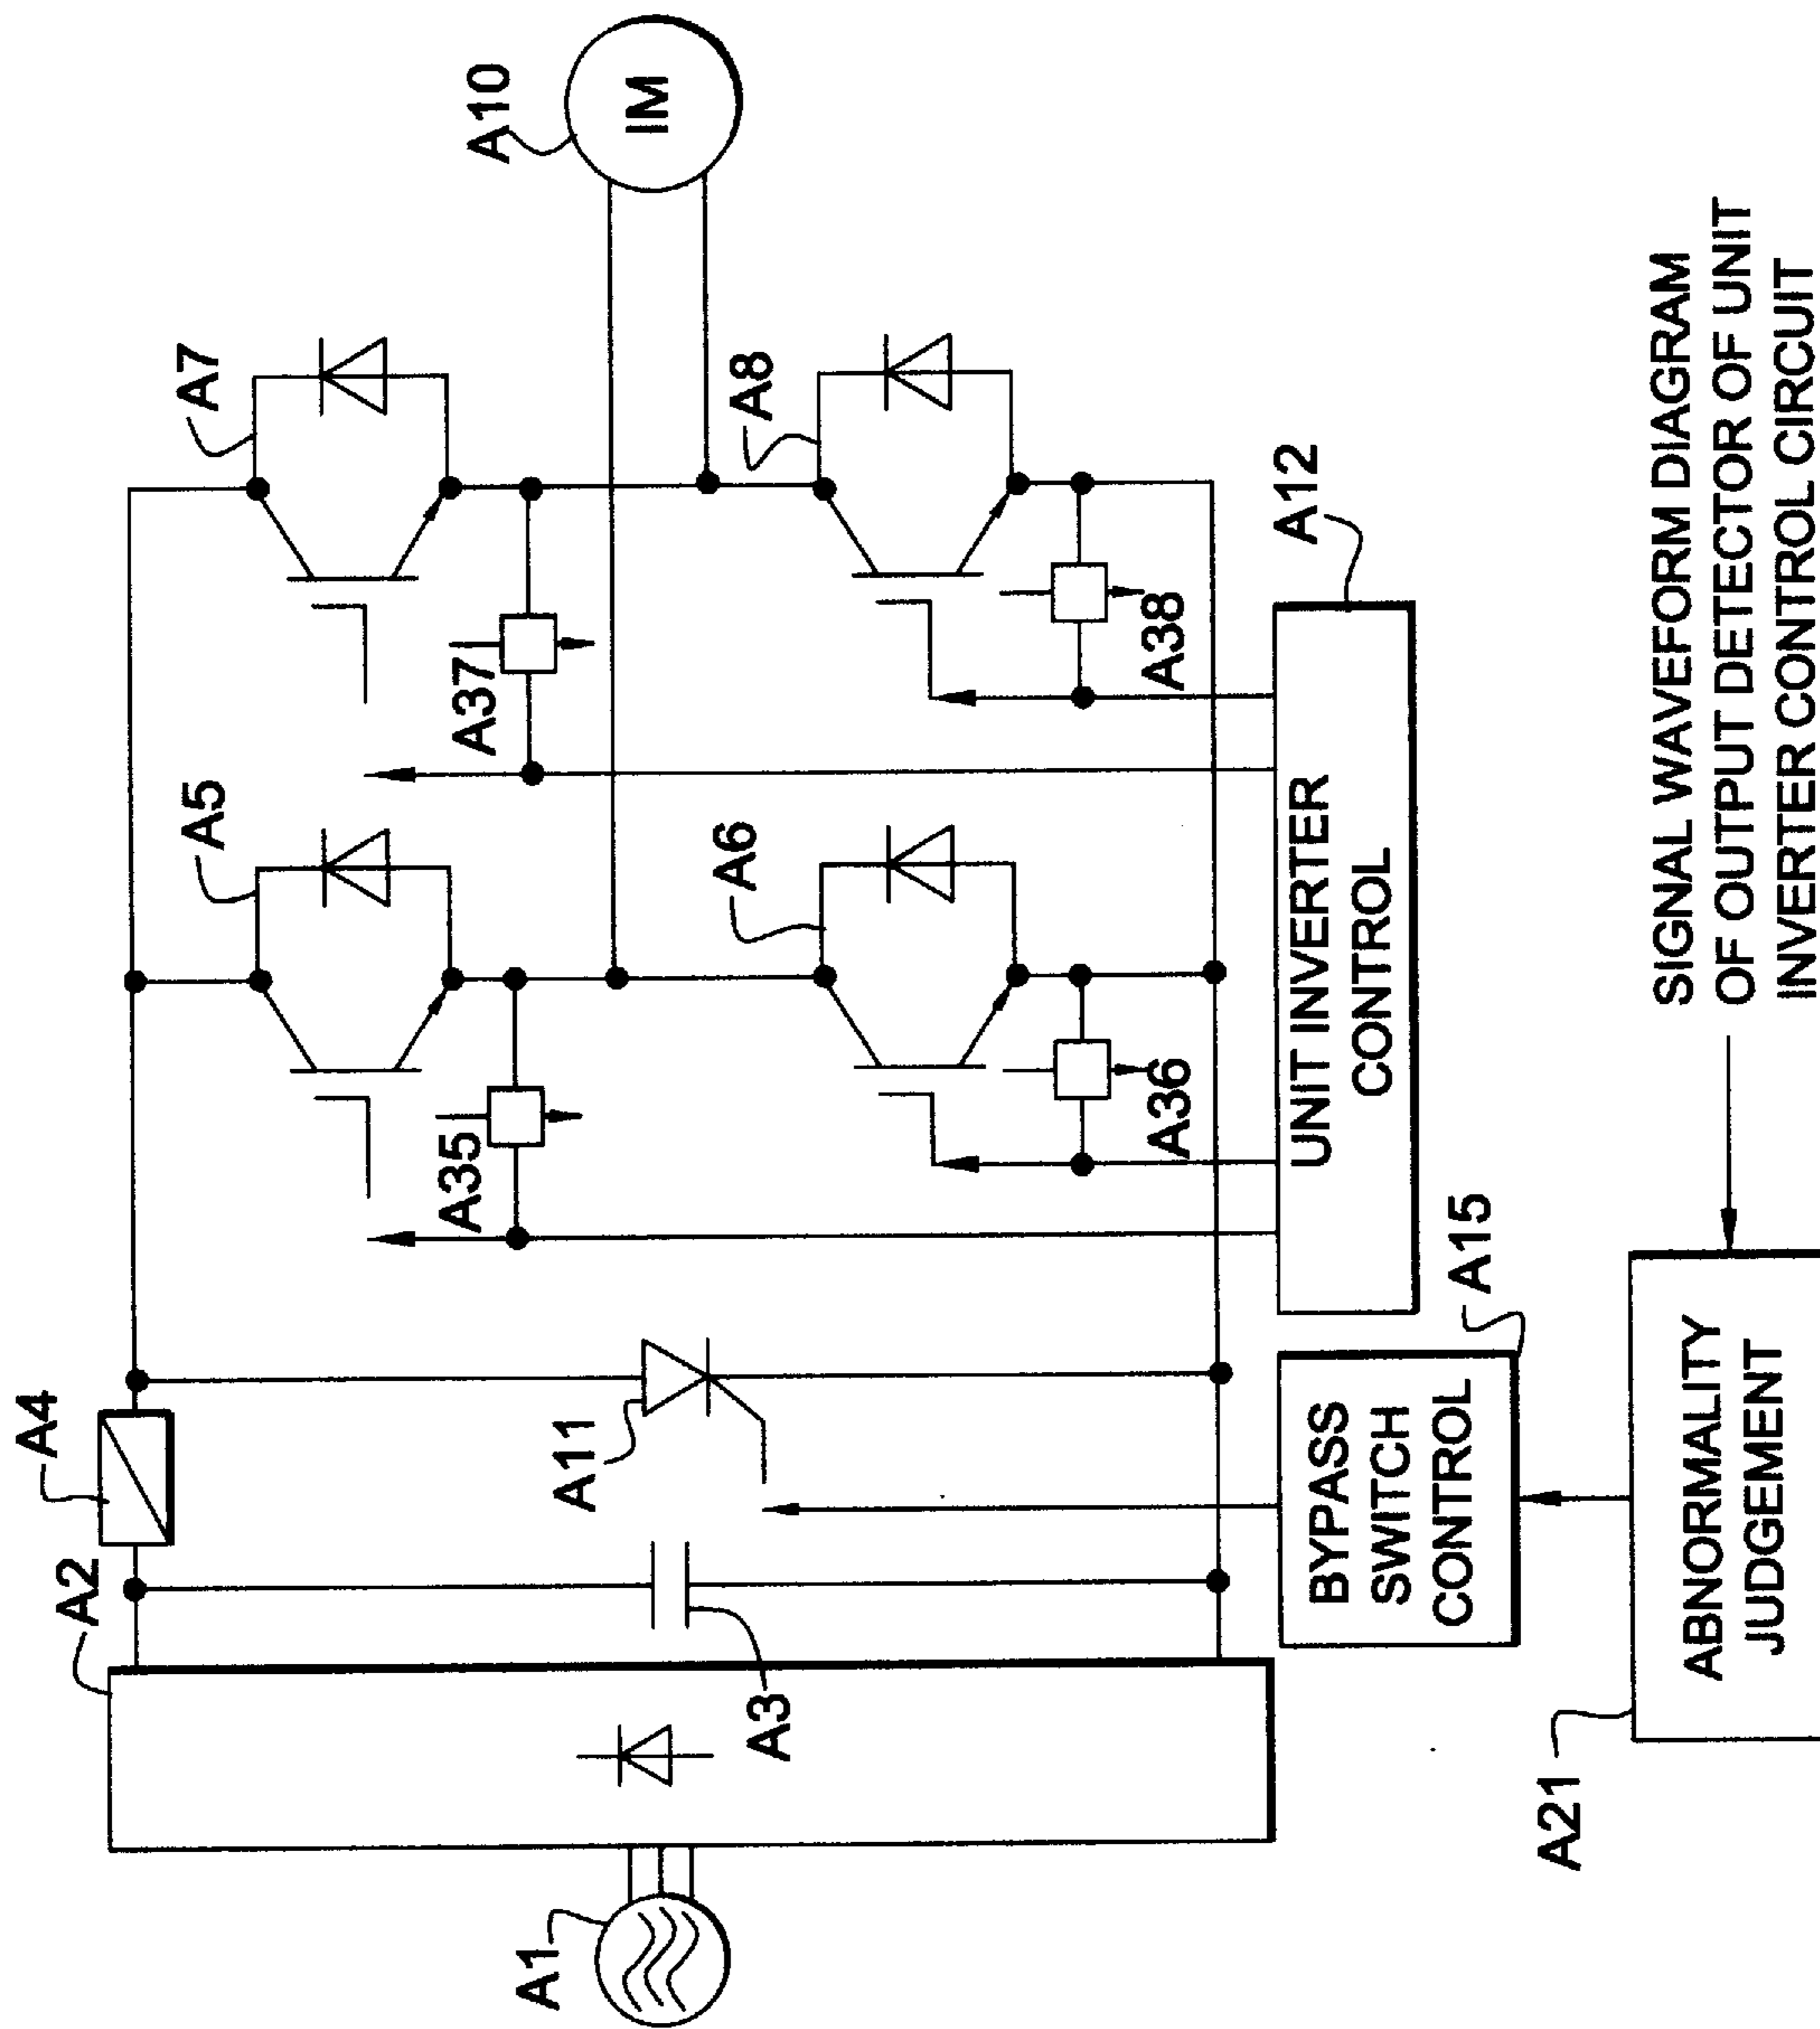 A1
A2
A4
A3
A11
A5
A7
A10
IM
A35
A37
A6
A8
A36
A38
A12
UNIT INVERTER
CONTROL
A15
BYPASS
SWITCH
CONTROL
A21
ABNORMALITY
JUDGEMENT
SIGNAL WAVEFORM DIAGRAM
OF OUTPUT DETECTOR OF UNIT
INVERTER CONTROL CIRCUIT